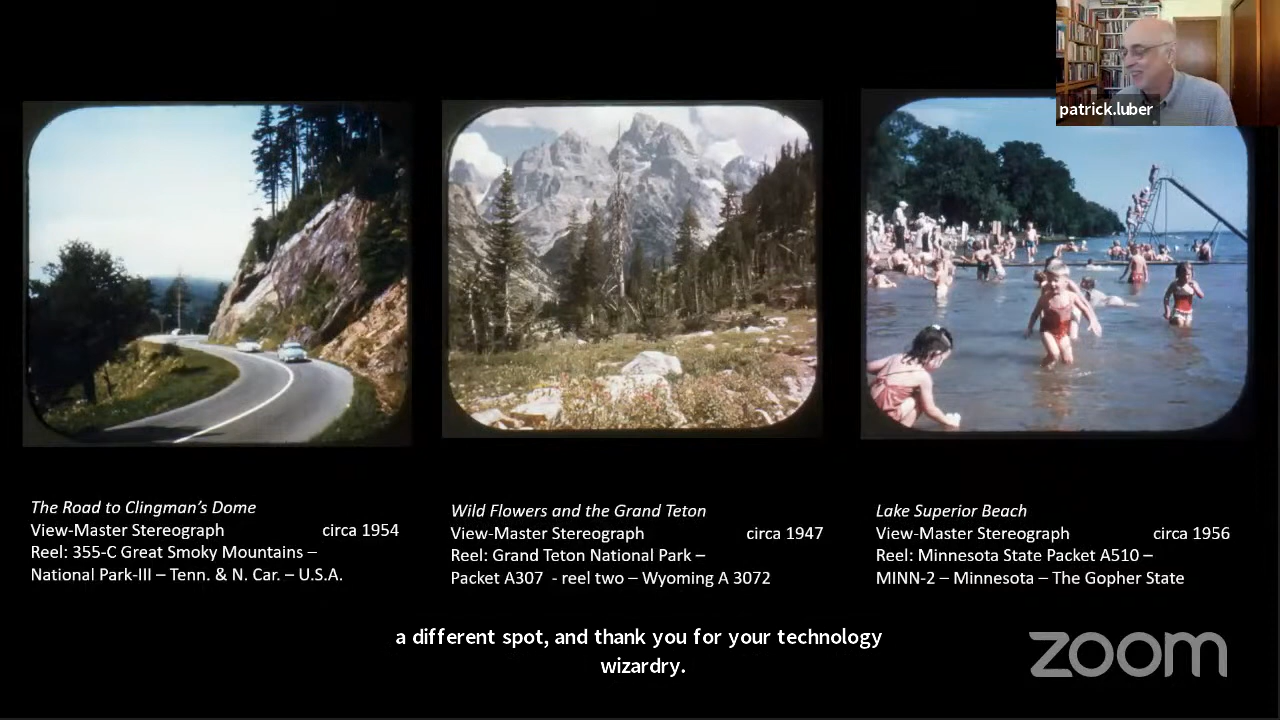 patrick.luber
The Road to Clingman's Dome
View-Master Stereograph circa 1954
Reel: 355-C Great Smoky Mountains –
National Park-III – Tenn. & N. Car. – U.S.A.
Wild Flowers and the Grand Teton
View-Master Stereograph circa 1947
Reel: Grand Teton National Park –
Packet A307 - reel two – Wyoming A 3072
Lake Superior Beach
View-Master Stereograph circa 1956
Reel: Minnesota State Packet A510 –
MINN-2 – Minnesota – The Gopher State
a different spot, and thank you for your technology
wizardry.
zoom